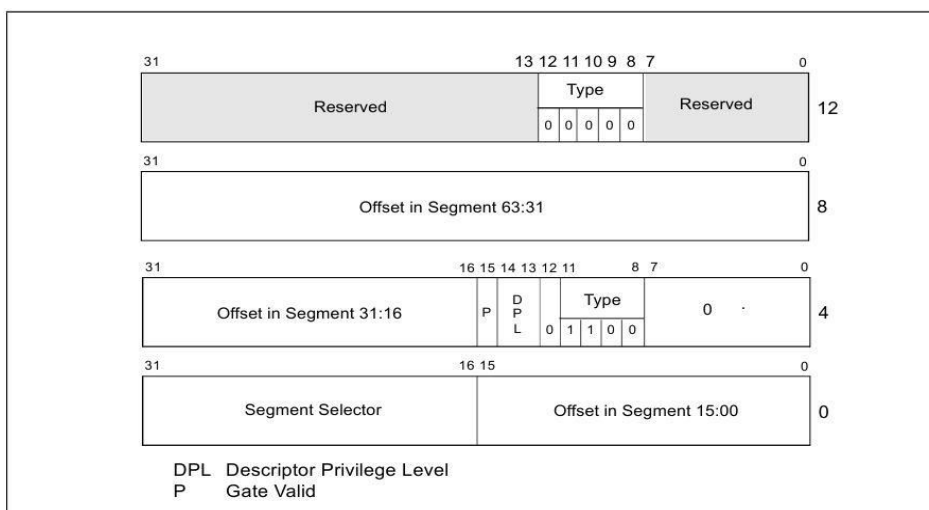 31 13 12 11 10 9 8 7 0
Type
Reserved Reserved 12
0 0 0 0 0
31 0
Offset in Segment 63:31 8
31 16 15 14 13 12 11 8 7 0
Offset in Segment 31:16 P DPL Type 0 4
0 1 1 0 0
31 16 15 0
Segment Selector Offset in Segment 15:00 0
DPL Descriptor Privilege Level
P Gate Valid